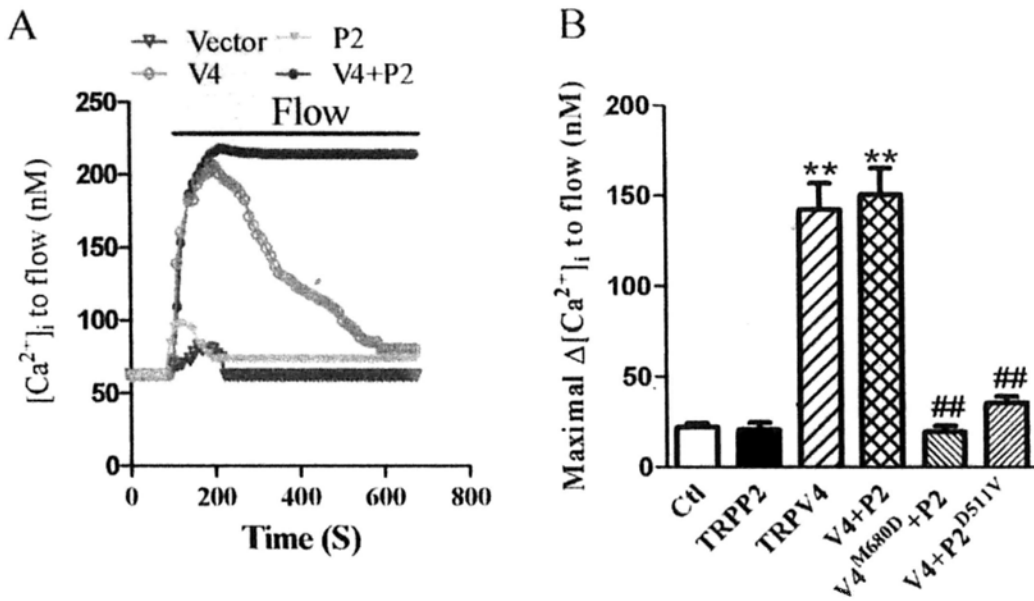 A
Vector P2
V4 V4+P2
Flow
[Ca²⁺]ᵢ to flow (nM)
250
200
150
100
50
0
0 200 400 600 800
Time (S)
B
Maximal Δ[Ca²⁺]ᵢ to flow (nM)
200
150
100
50
0
** **
## ##
Ctl
TRPP2
TRPV4
V4+P2
V4ᴹ⁶⁸⁰ᴰ+P2
V4+P2ᴰ⁵¹¹ⱽ